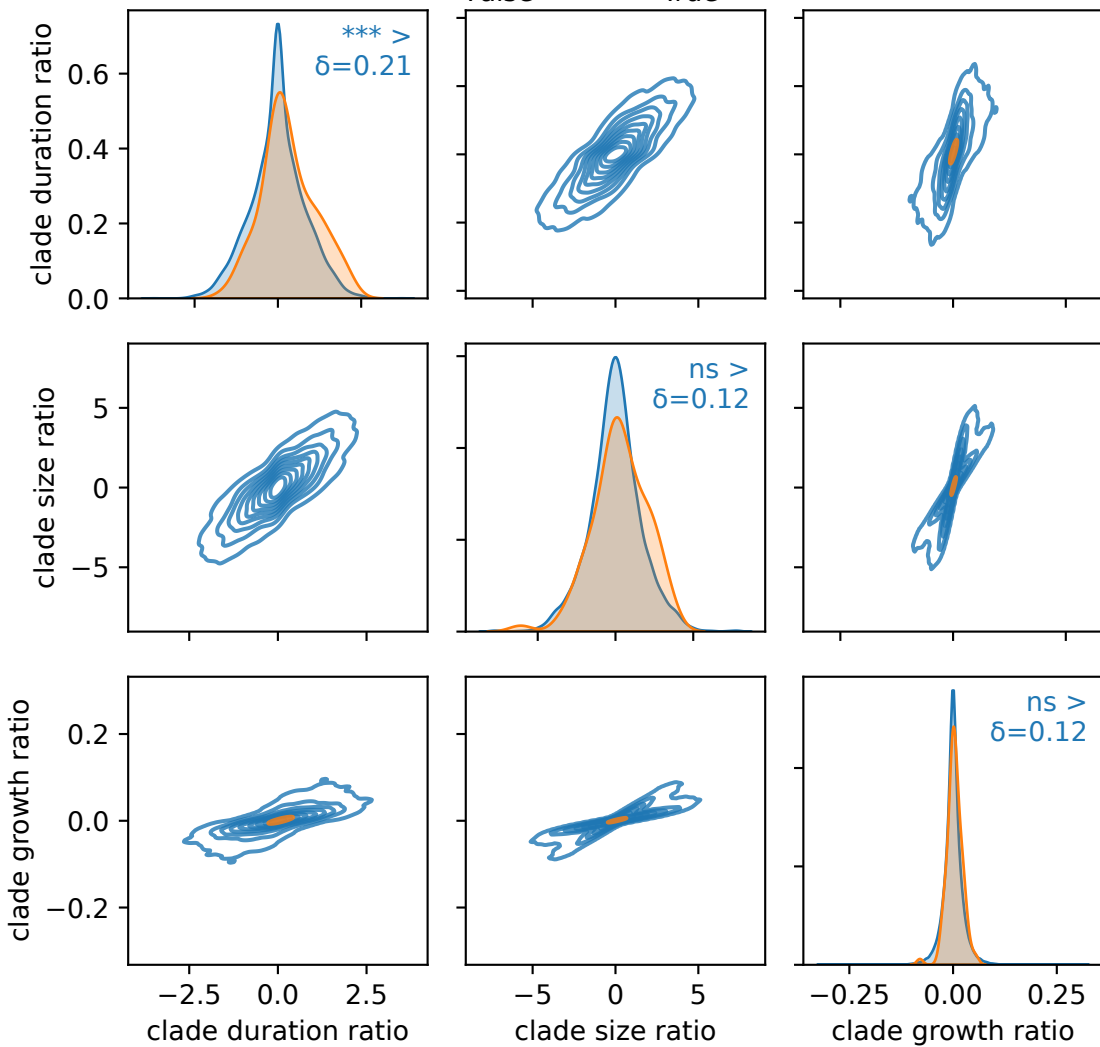 clade duration ratio
0.6
0.4
0.2
0.0
*** >
δ=0.21
clade size ratio
5
0
−5
ns >
δ=0.12
clade growth ratio
0.2
0.0
−0.2
ns >
δ=0.12
−2.5 0.0 2.5
−5 0 5
−0.25 0.00 0.25
clade duration ratio
clade size ratio
clade growth ratio